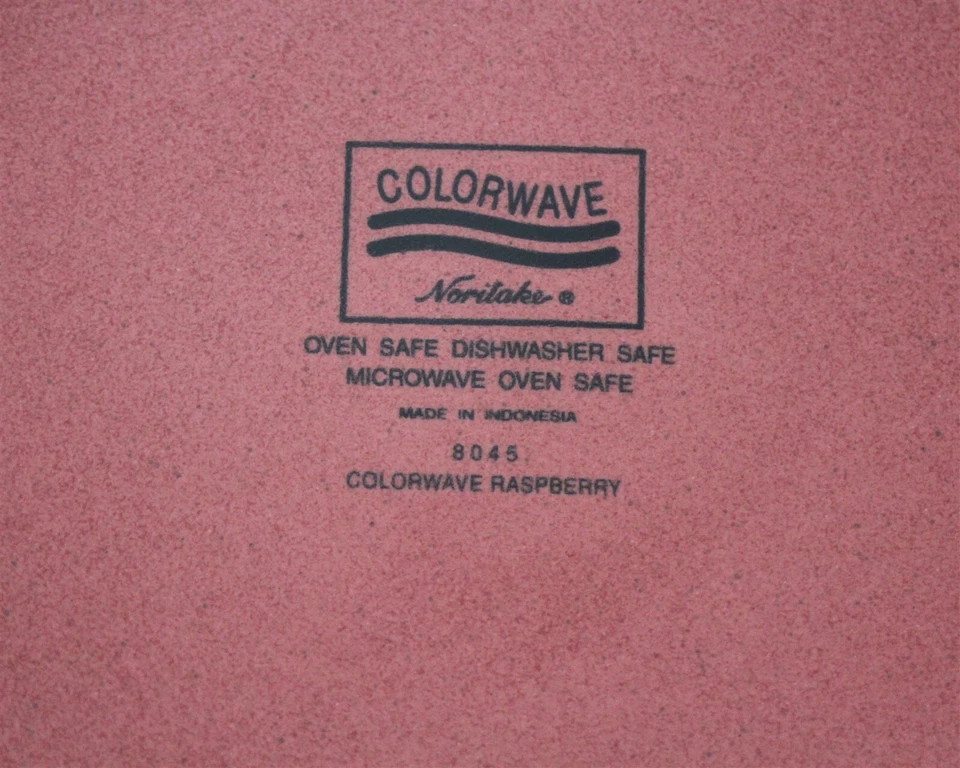 COLORWAVE
Noritake ®
OVEN SAFE DISHWASHER SAFE
MICROWAVE OVEN SAFE
MADE IN INDONESIA
8045
COLORWAVE RASPBERRY